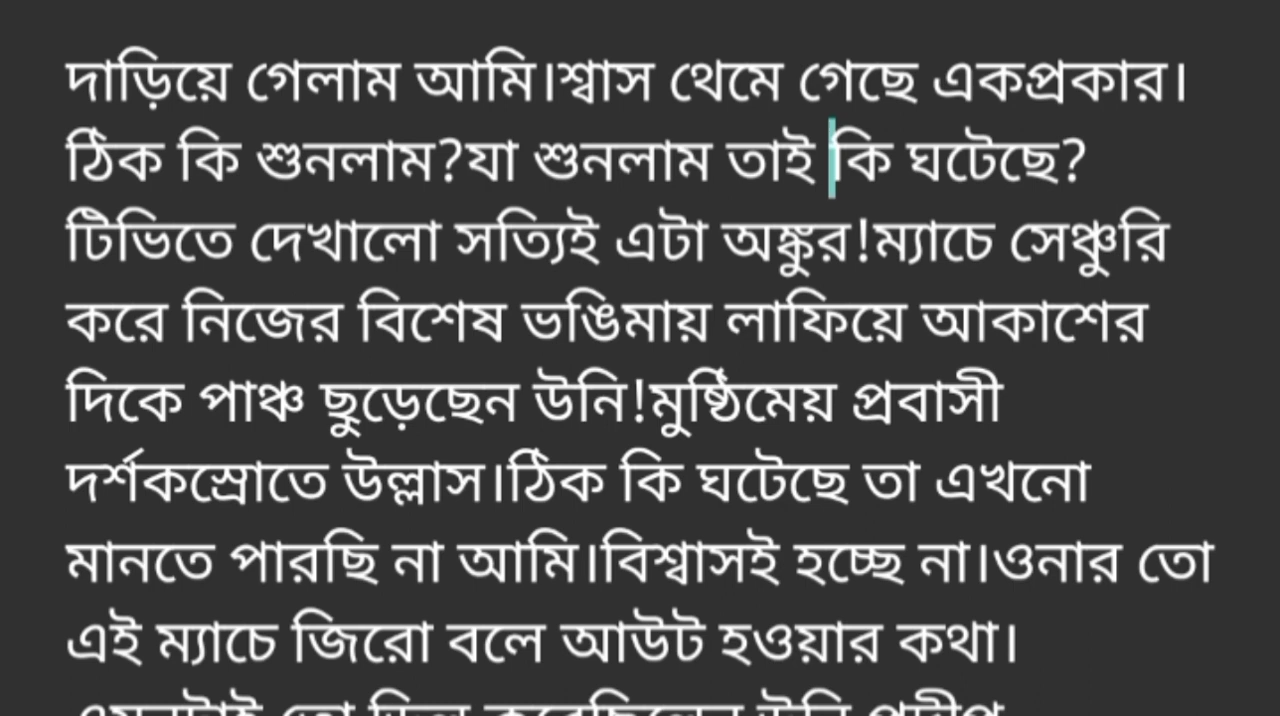 দাড়িয়ে গেলাম আমি।শ্বাস থেমে গেছে একপ্রকার।
ঠিক কি শুনলাম?যা শুনলাম তাই কি ঘটেছে?
টিভিতে দেখালো সত্যিই এটা অঙ্কুর!ম্যাচে সেঞ্চুরি
করে নিজের বিশেষ ভঙিমায় লাফিয়ে আকাশের
দিকে পাঞ্চ ছুড়েছেন উনি!মুষ্ঠিমেয় প্রবাসী
দর্শকস্রোতে উল্লাস।ঠিক কি ঘটেছে তা এখনো
মানতে পারছি না আমি।বিশ্বাসই হচ্ছে না।ওনার তো
এই ম্যাচে জিরো বলে আউট হওয়ার কথা।